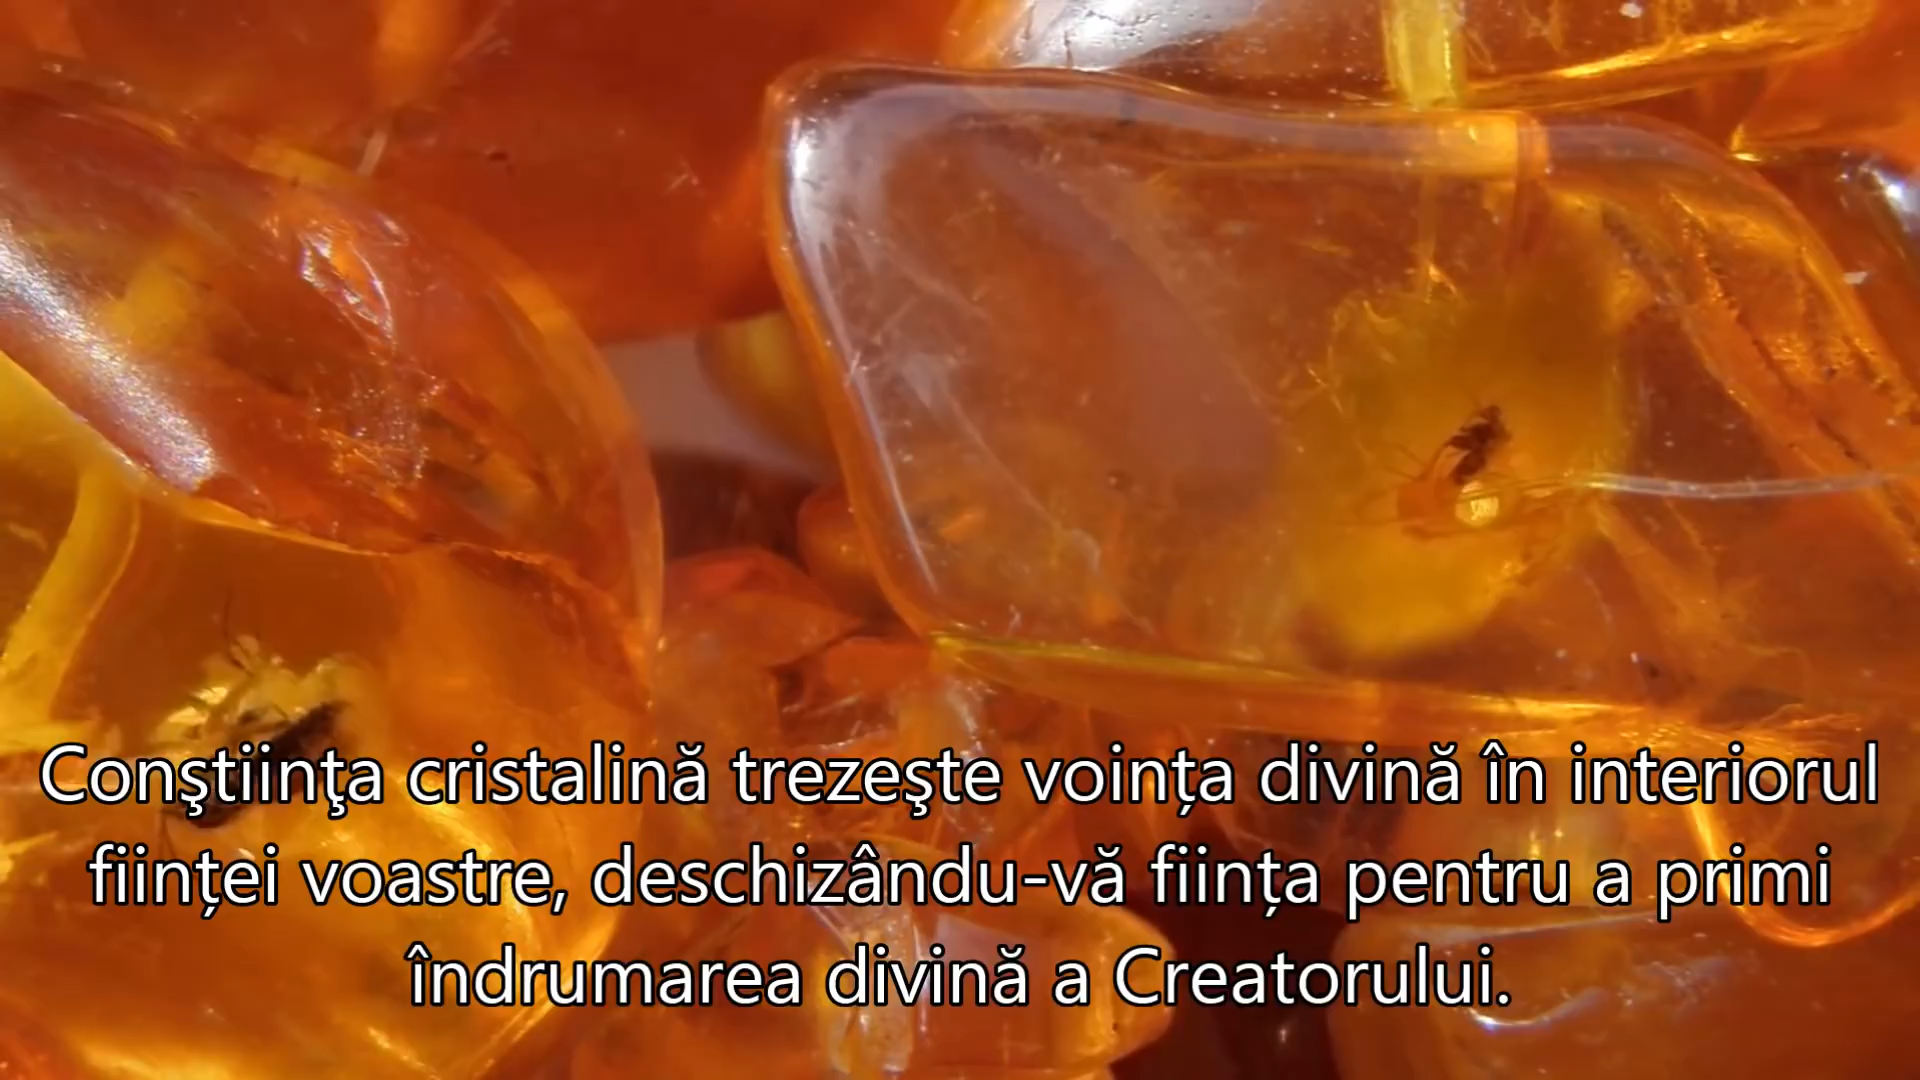 Conştiinţa cristalină trezeşte voința divină în interiorul
ființei voastre, deschizându-vă ființa pentru a primi
îndrumarea divină a Creatorului.